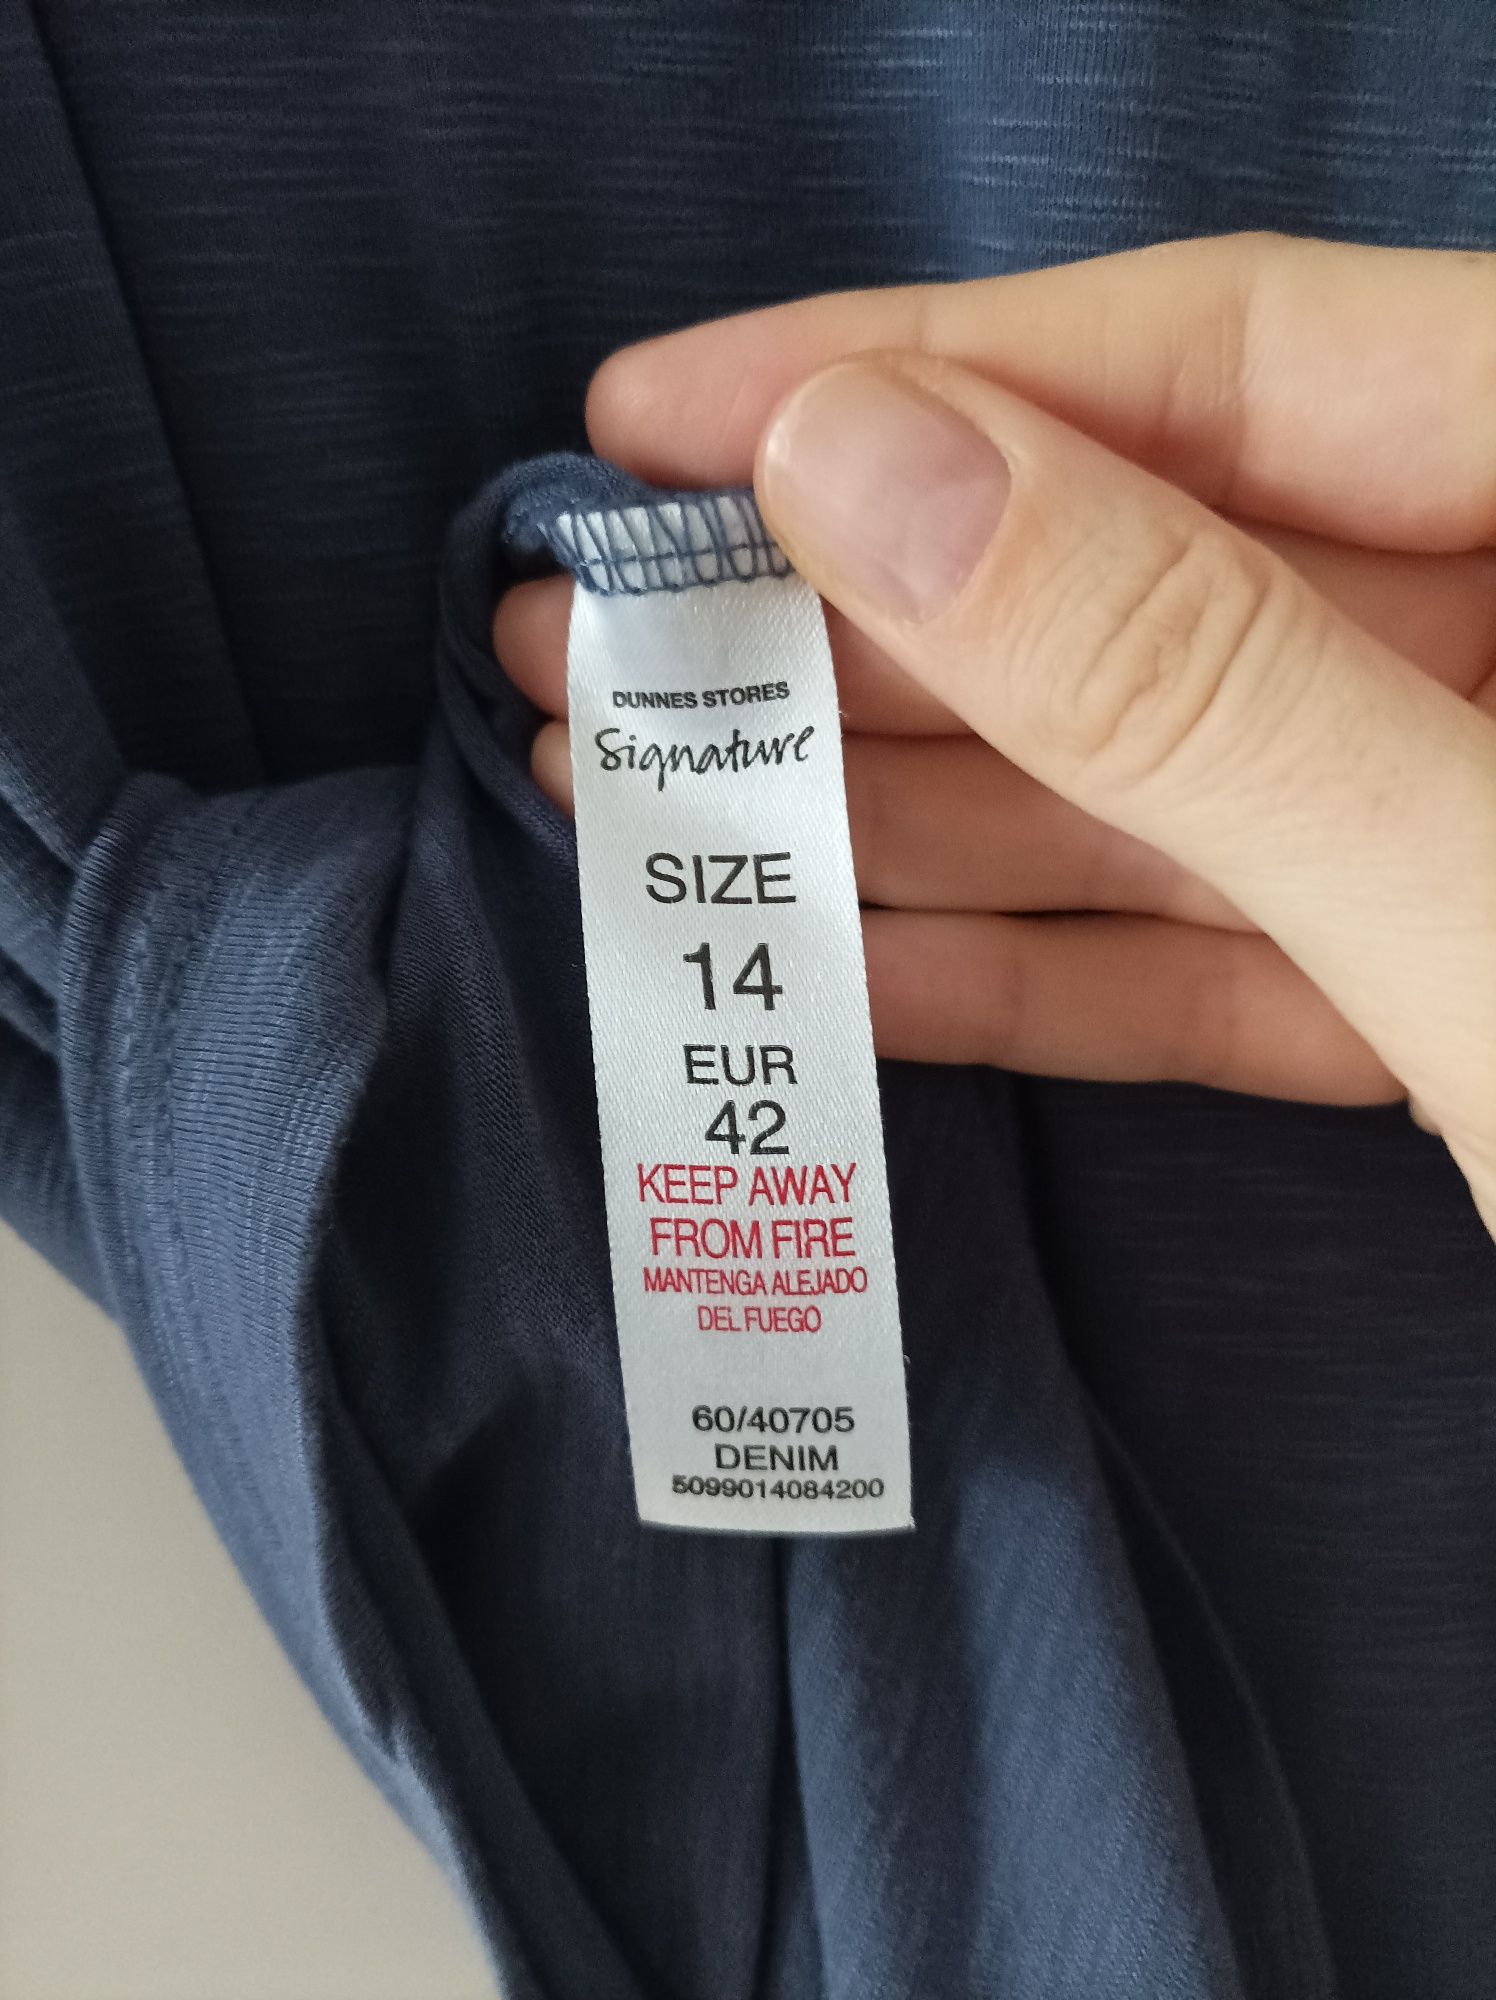 DUNNES STORES
Signature
SIZE
14
EUR
42
KEEP AWAY
FROM FIRE
MANTENGA ALEJADO
DEL FUEGO
60/40705
DENIM
5099014084200